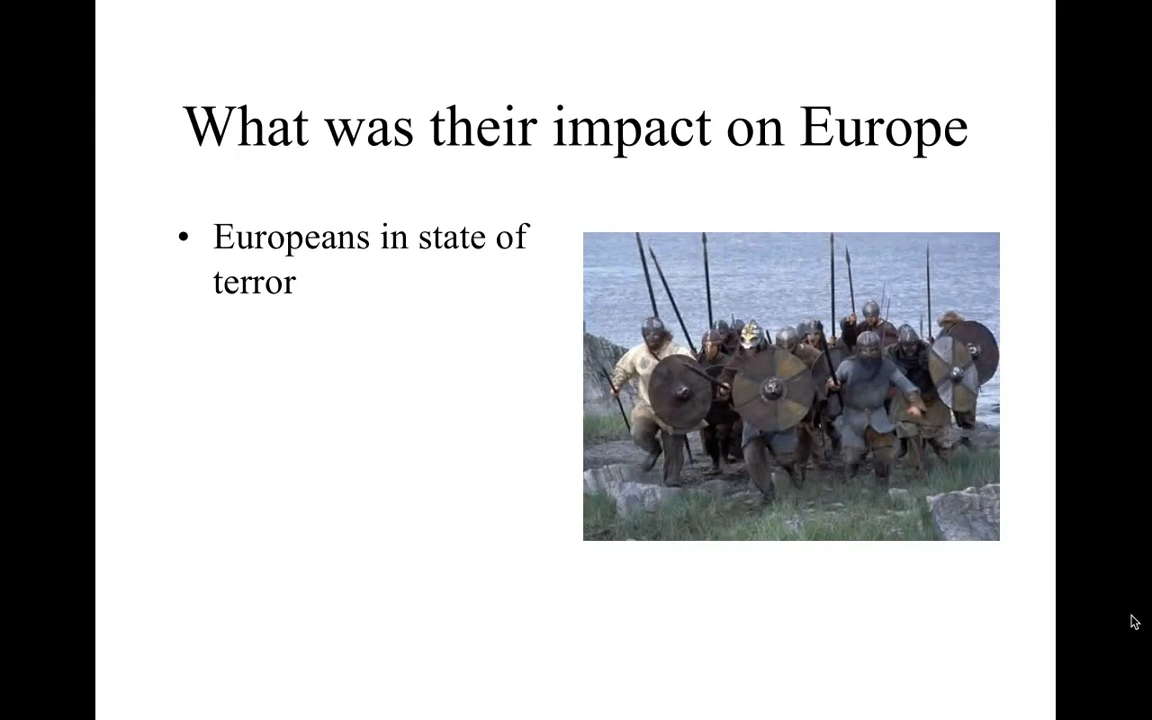 What was their impact on Europe
• Europeans in state of
terror